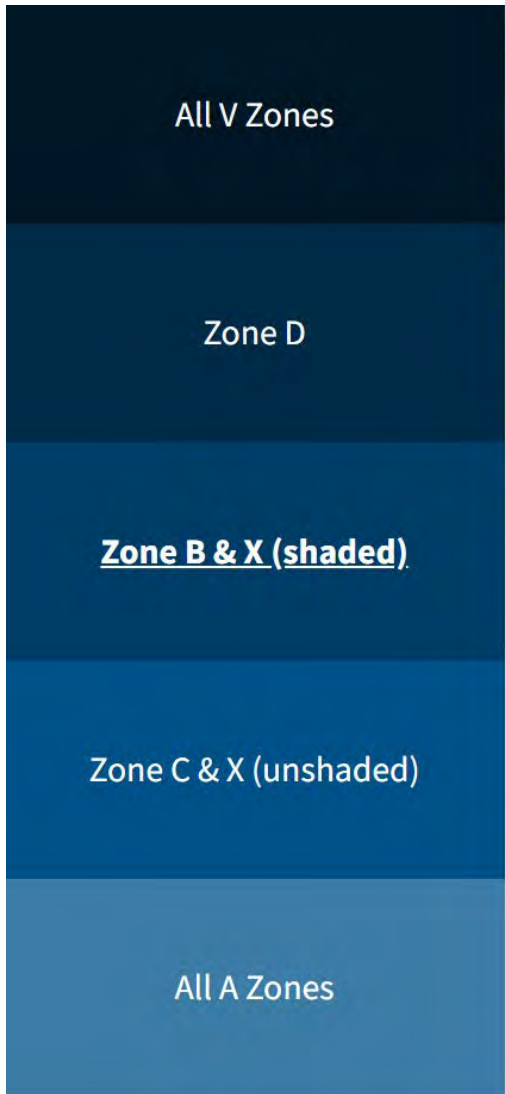 All V Zones
Zone D
Zone B & X (shaded)
Zone C & X (unshaded)
All A Zones